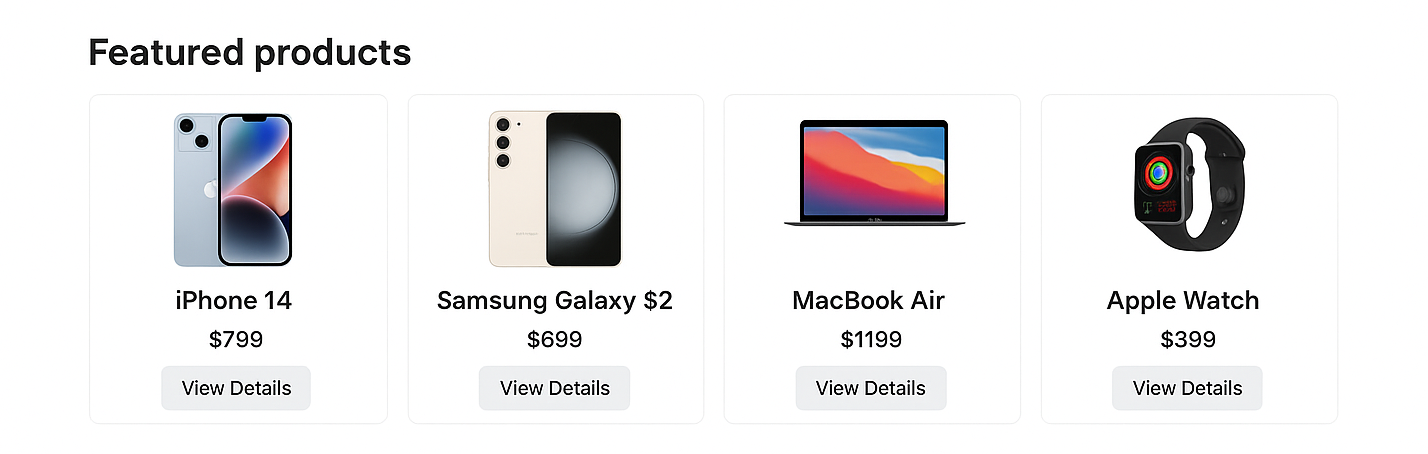 Featured products
iPhone 14
$799
View Details
Samsung Galaxy $2
$699
View Details
MacBook Air
$1199
View Details
Apple Watch
$399
View Details